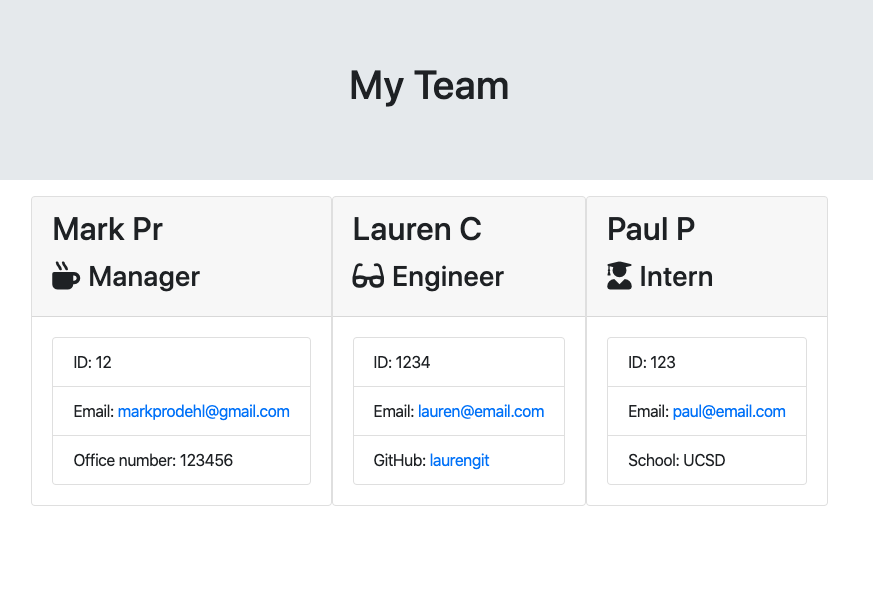 My Team
Mark Pr
Manager
ID: 12
Email: markprodehl@gmail.com
Office number: 123456
Lauren C
Engineer
ID: 1234
Email: lauren@email.com
GitHub: laurengit
Paul P
Intern
ID: 123
Email: paul@email.com
School: UCSD